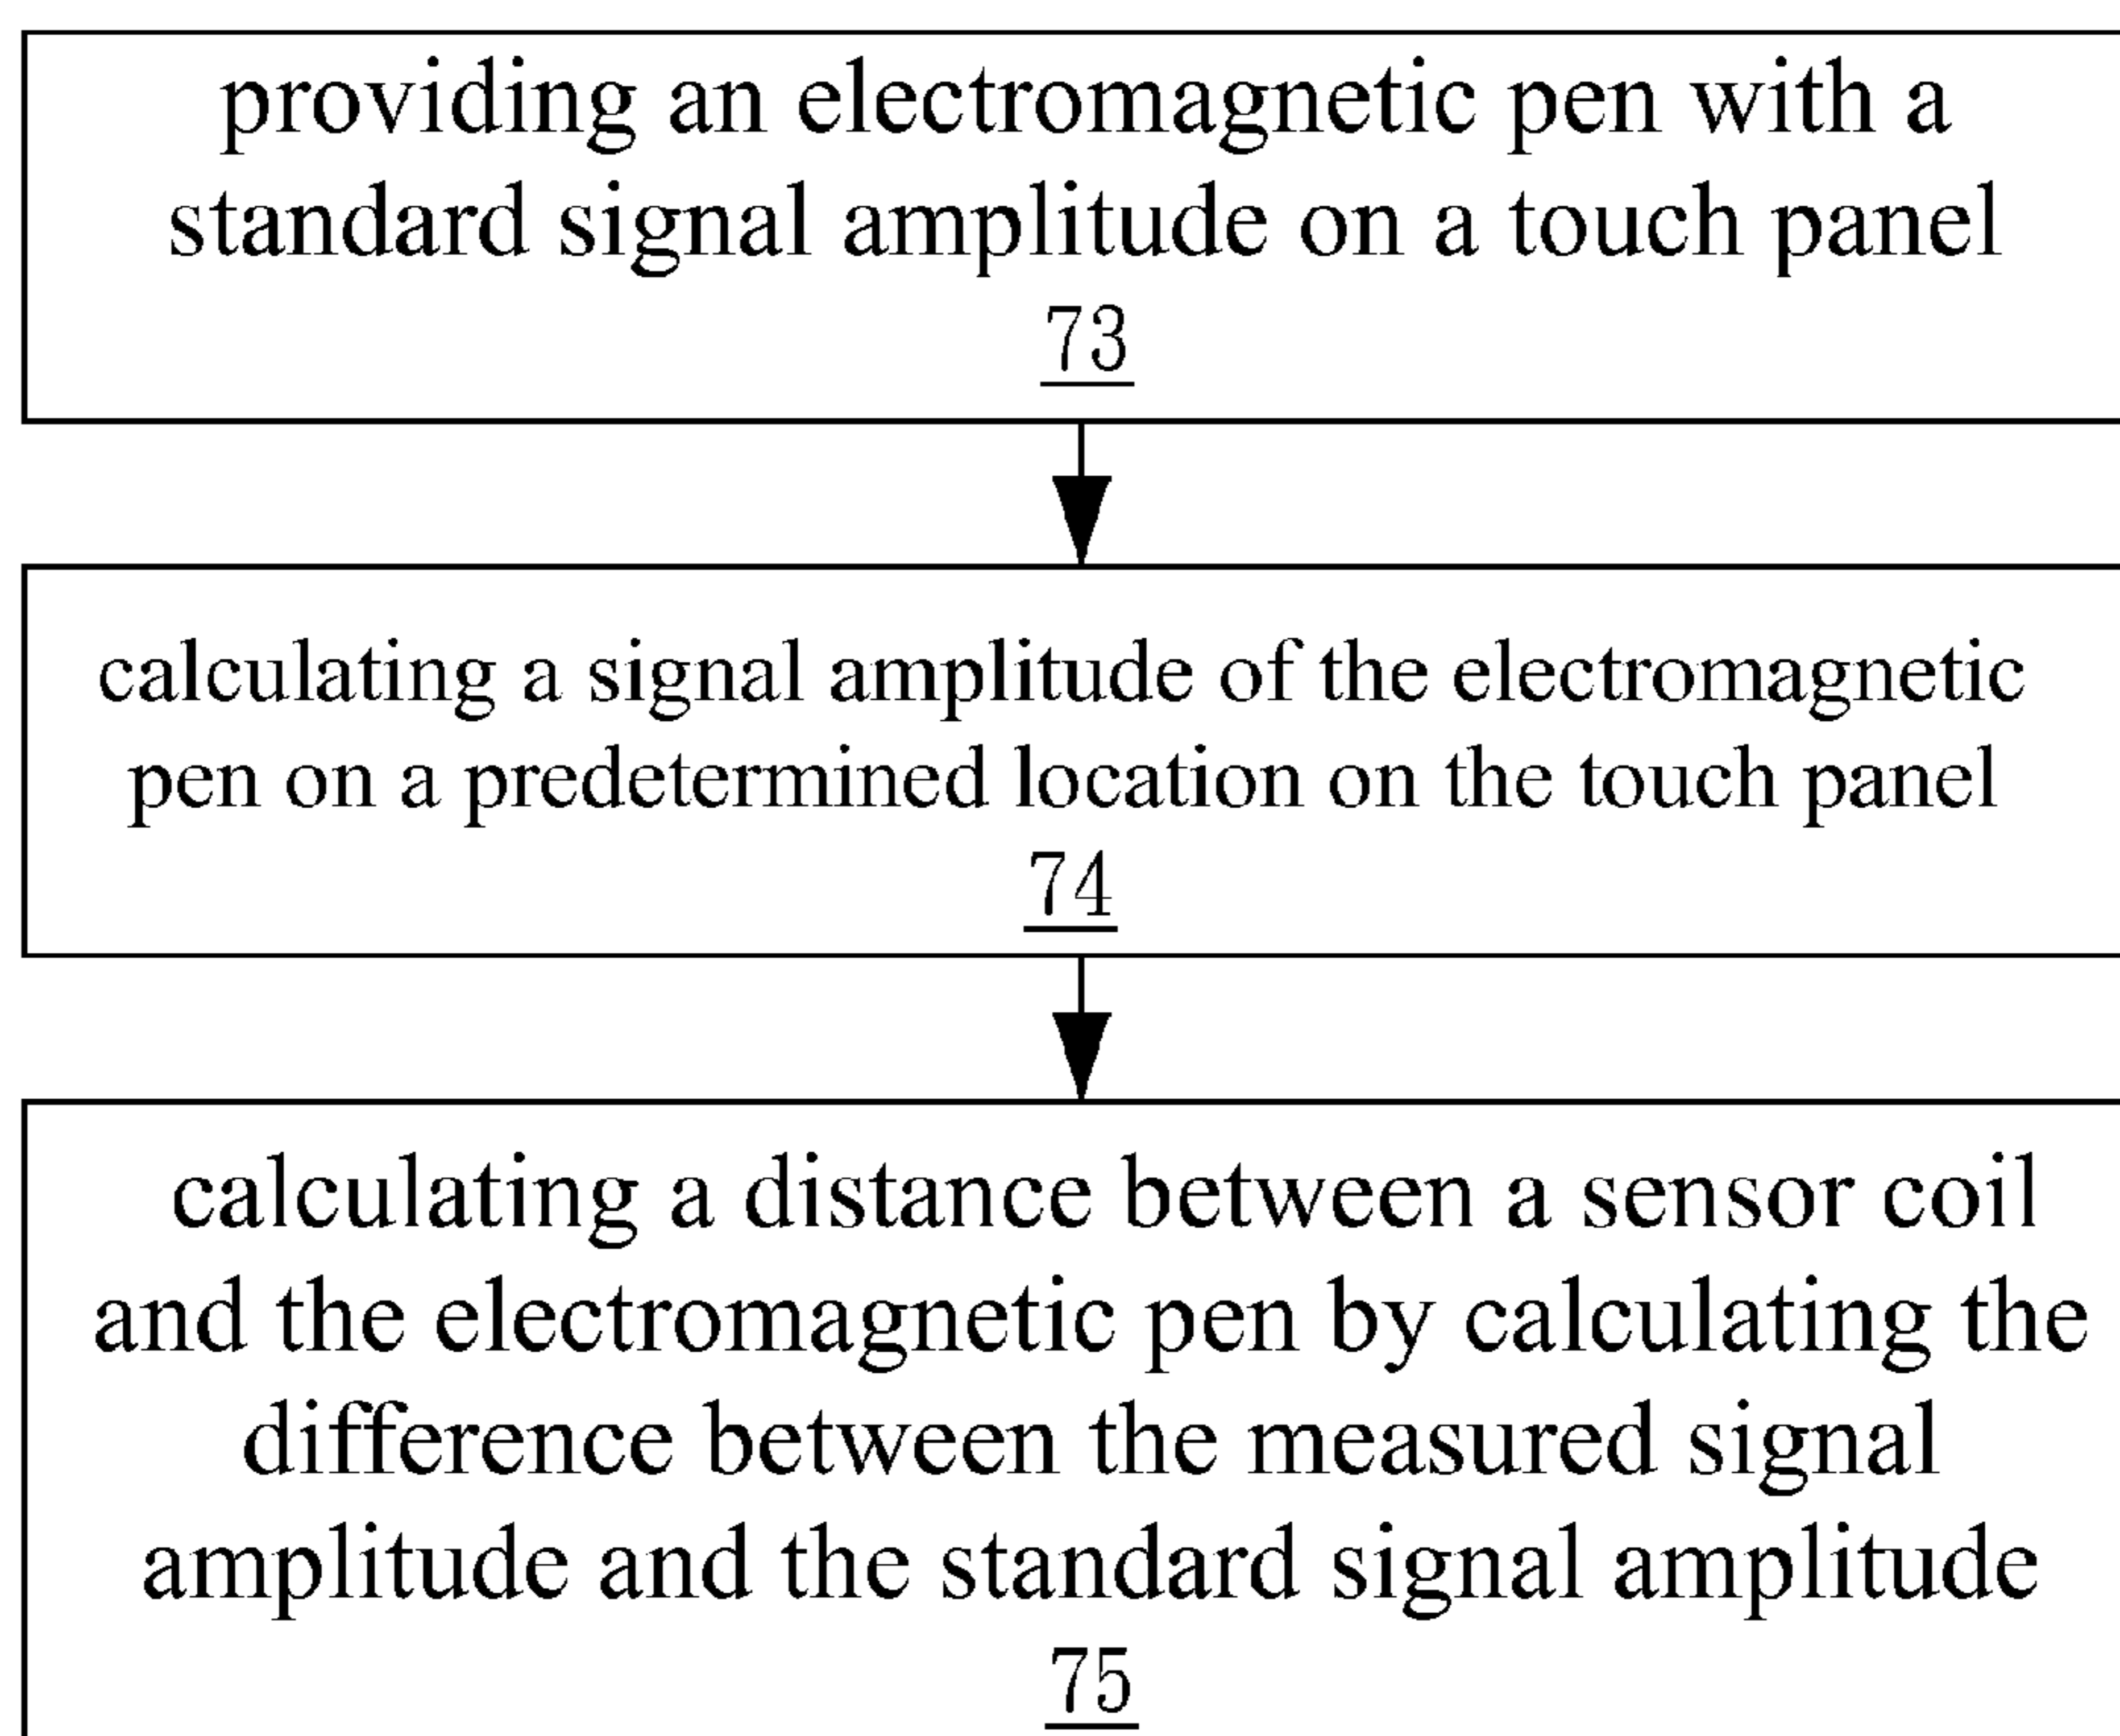 providing an electromagnetic pen with a
standard signal amplitude on a touch panel
73
calculating a signal amplitude of the electromagnetic
pen on a predetermined location on the touch panel
74
calculating a distance between a sensor coil
and the electromagnetic pen by calculating the
difference between the measured signal
amplitude and the standard signal amplitude
75